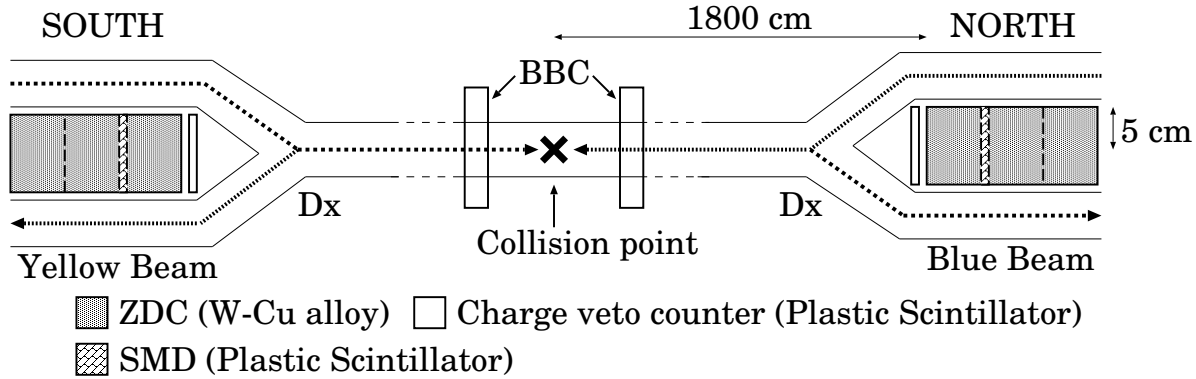 SOUTH
1800 cm
NORTH
BBC
5 cm
Dx
Dx
Collision point
Yellow Beam
Blue Beam
ZDC (W-Cu alloy)
Charge veto counter (Plastic Scintillator)
SMD (Plastic Scintillator)